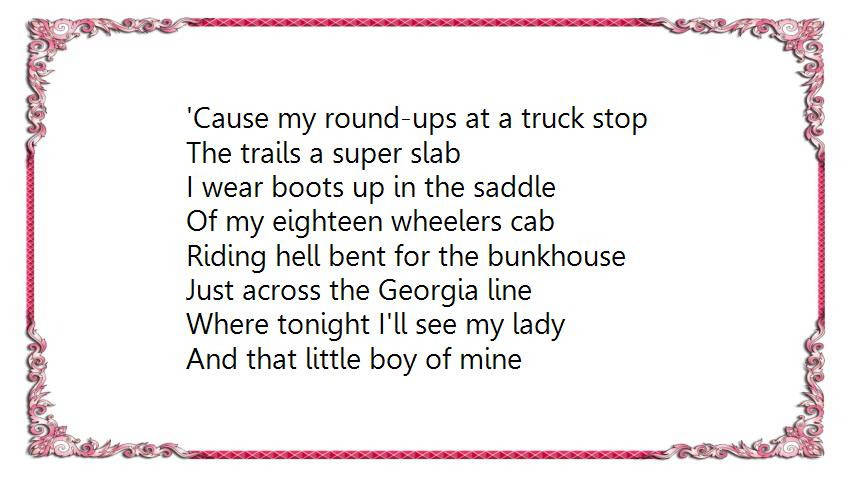 'Cause my round-ups at a truck stop
The trails a super slab
I wear boots up in the saddle
Of my eighteen wheelers cab
Riding hell bent for the bunkhouse
Just across the Georgia line
Where tonight I'll see my lady
And that little boy of mine